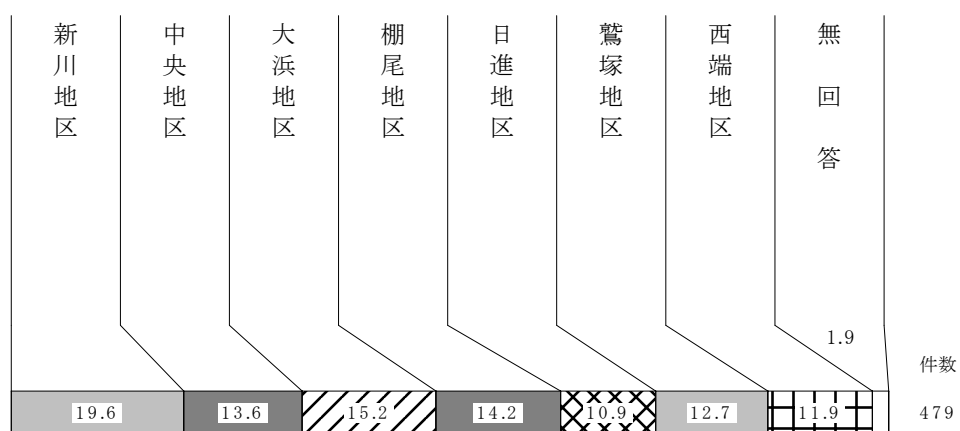 新川地区
中央地区
大浜地区
棚尾地区
日進地区
鷲塚地区
西端地区
無回答
1.9
件数
19.6 13.6 15.2 14.2 10.9 12.7 11.9 479